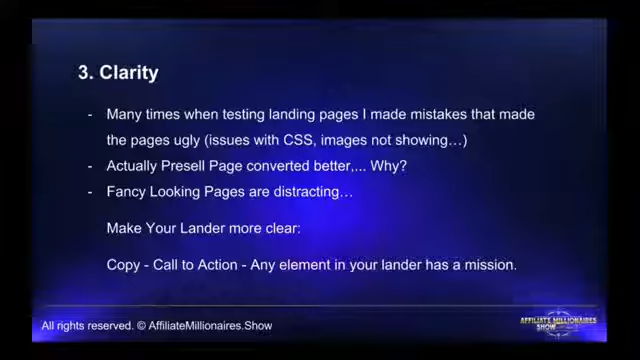 3. Clarity
- Many times when testing landing pages I made mistakes that made
the pages ugly (issues with CSS, images not showing…)
- Actually Presell Page converted better,... Why?
- Fancy Looking Pages are distracting…
Make Your Lander more clear:
Copy - Call to Action - Any element in your lander has a mission.
All rights reserved. © AffiliateMillionaires.Show
AFFILIATE MILLIONAIRES
SHOW